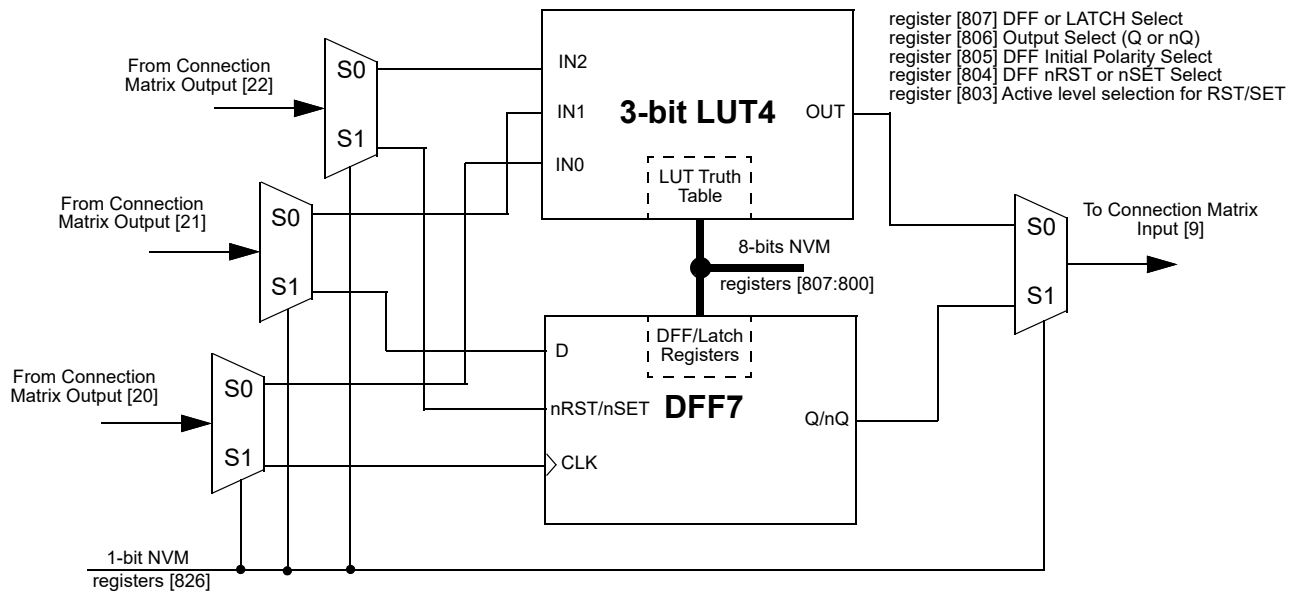 register [807] DFF or LATCH Select
register [806] Output Select (Q or nQ)
register [805] DFF Initial Polarity Select
register [804] DFF nRST or nSET Select
register [803] Active level selection for RST/SET
From Connection
Matrix Output [22]
S0
S1
IN2
IN1
IN0
3-bit LUT4
OUT
LUT Truth
Table
From Connection
Matrix Output [21]
S0
S1
8-bits NVM
registers [807:800]
S0
S1
To Connection Matrix
Input [9]
From Connection
Matrix Output [20]
S0
S1
DFF/Latch
Registers
D
nRST/nSET
DFF7
Q/nQ
CLK
1-bit NVM
registers [826]